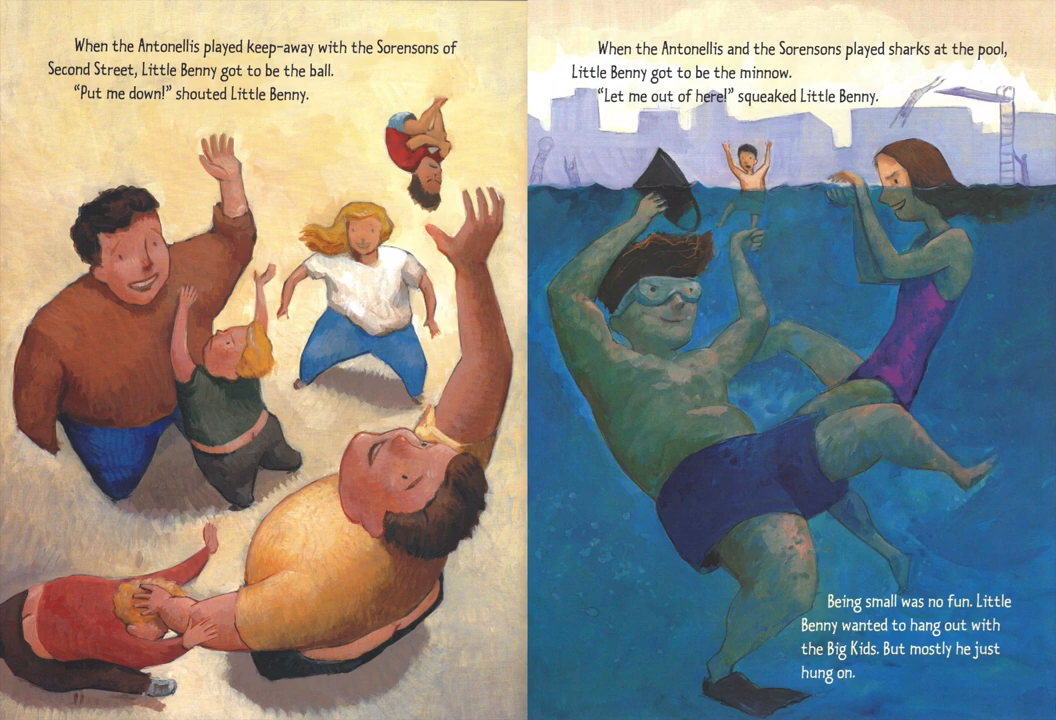 When the Antonellis played keep-away with the Sorensons of
Second Street, Little Benny got to be the ball.
"Put me down!" shouted Little Benny.
When the Antonellis and the Sorensons played sharks at the pool,
Little Benny got to be the minnow.
"Let me out of here!" squeaked Little Benny.
Being small was no fun. Little
Benny wanted to hang out with
the Big Kids. But mostly he just
hung on.